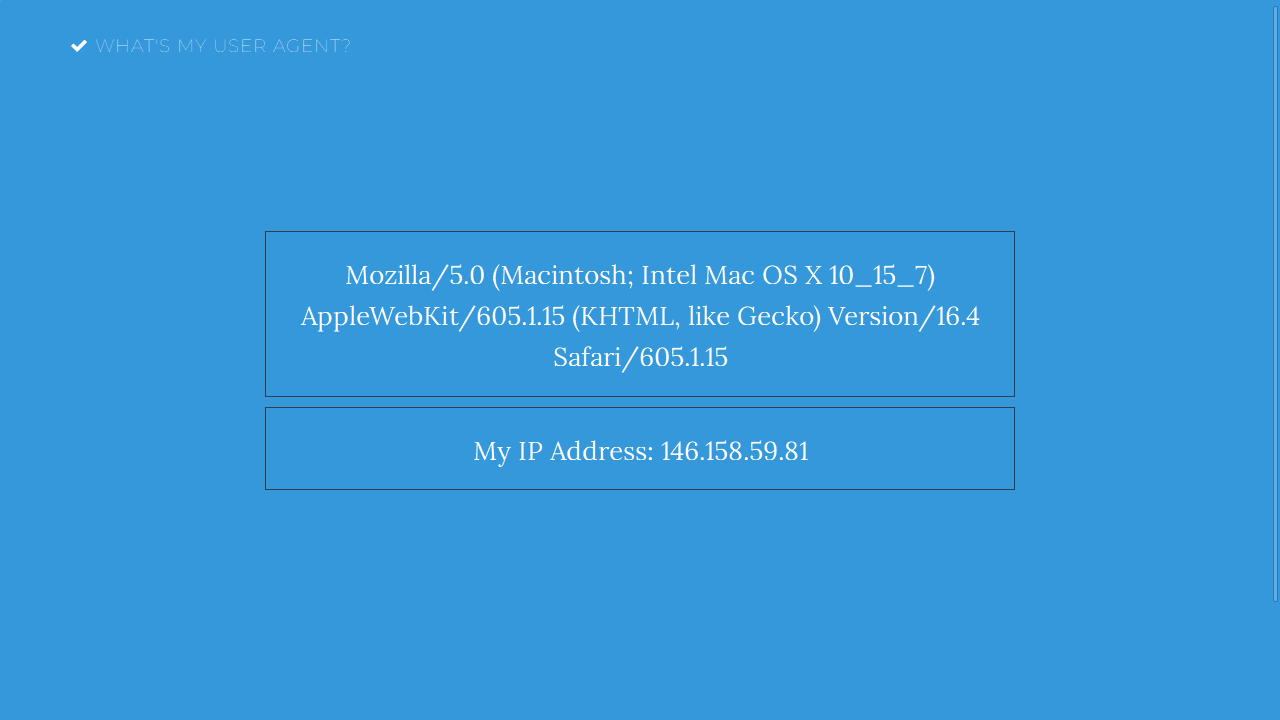 WHAT'S MY USER AGENT?
Mozilla/5.0 (Macintosh; Intel Mac OS X 10_15_7)
AppleWebKit/605.1.15 (KHTML, like Gecko) Version/16.4
Safari/605.1.15
My IP Address: 146.158.59.81